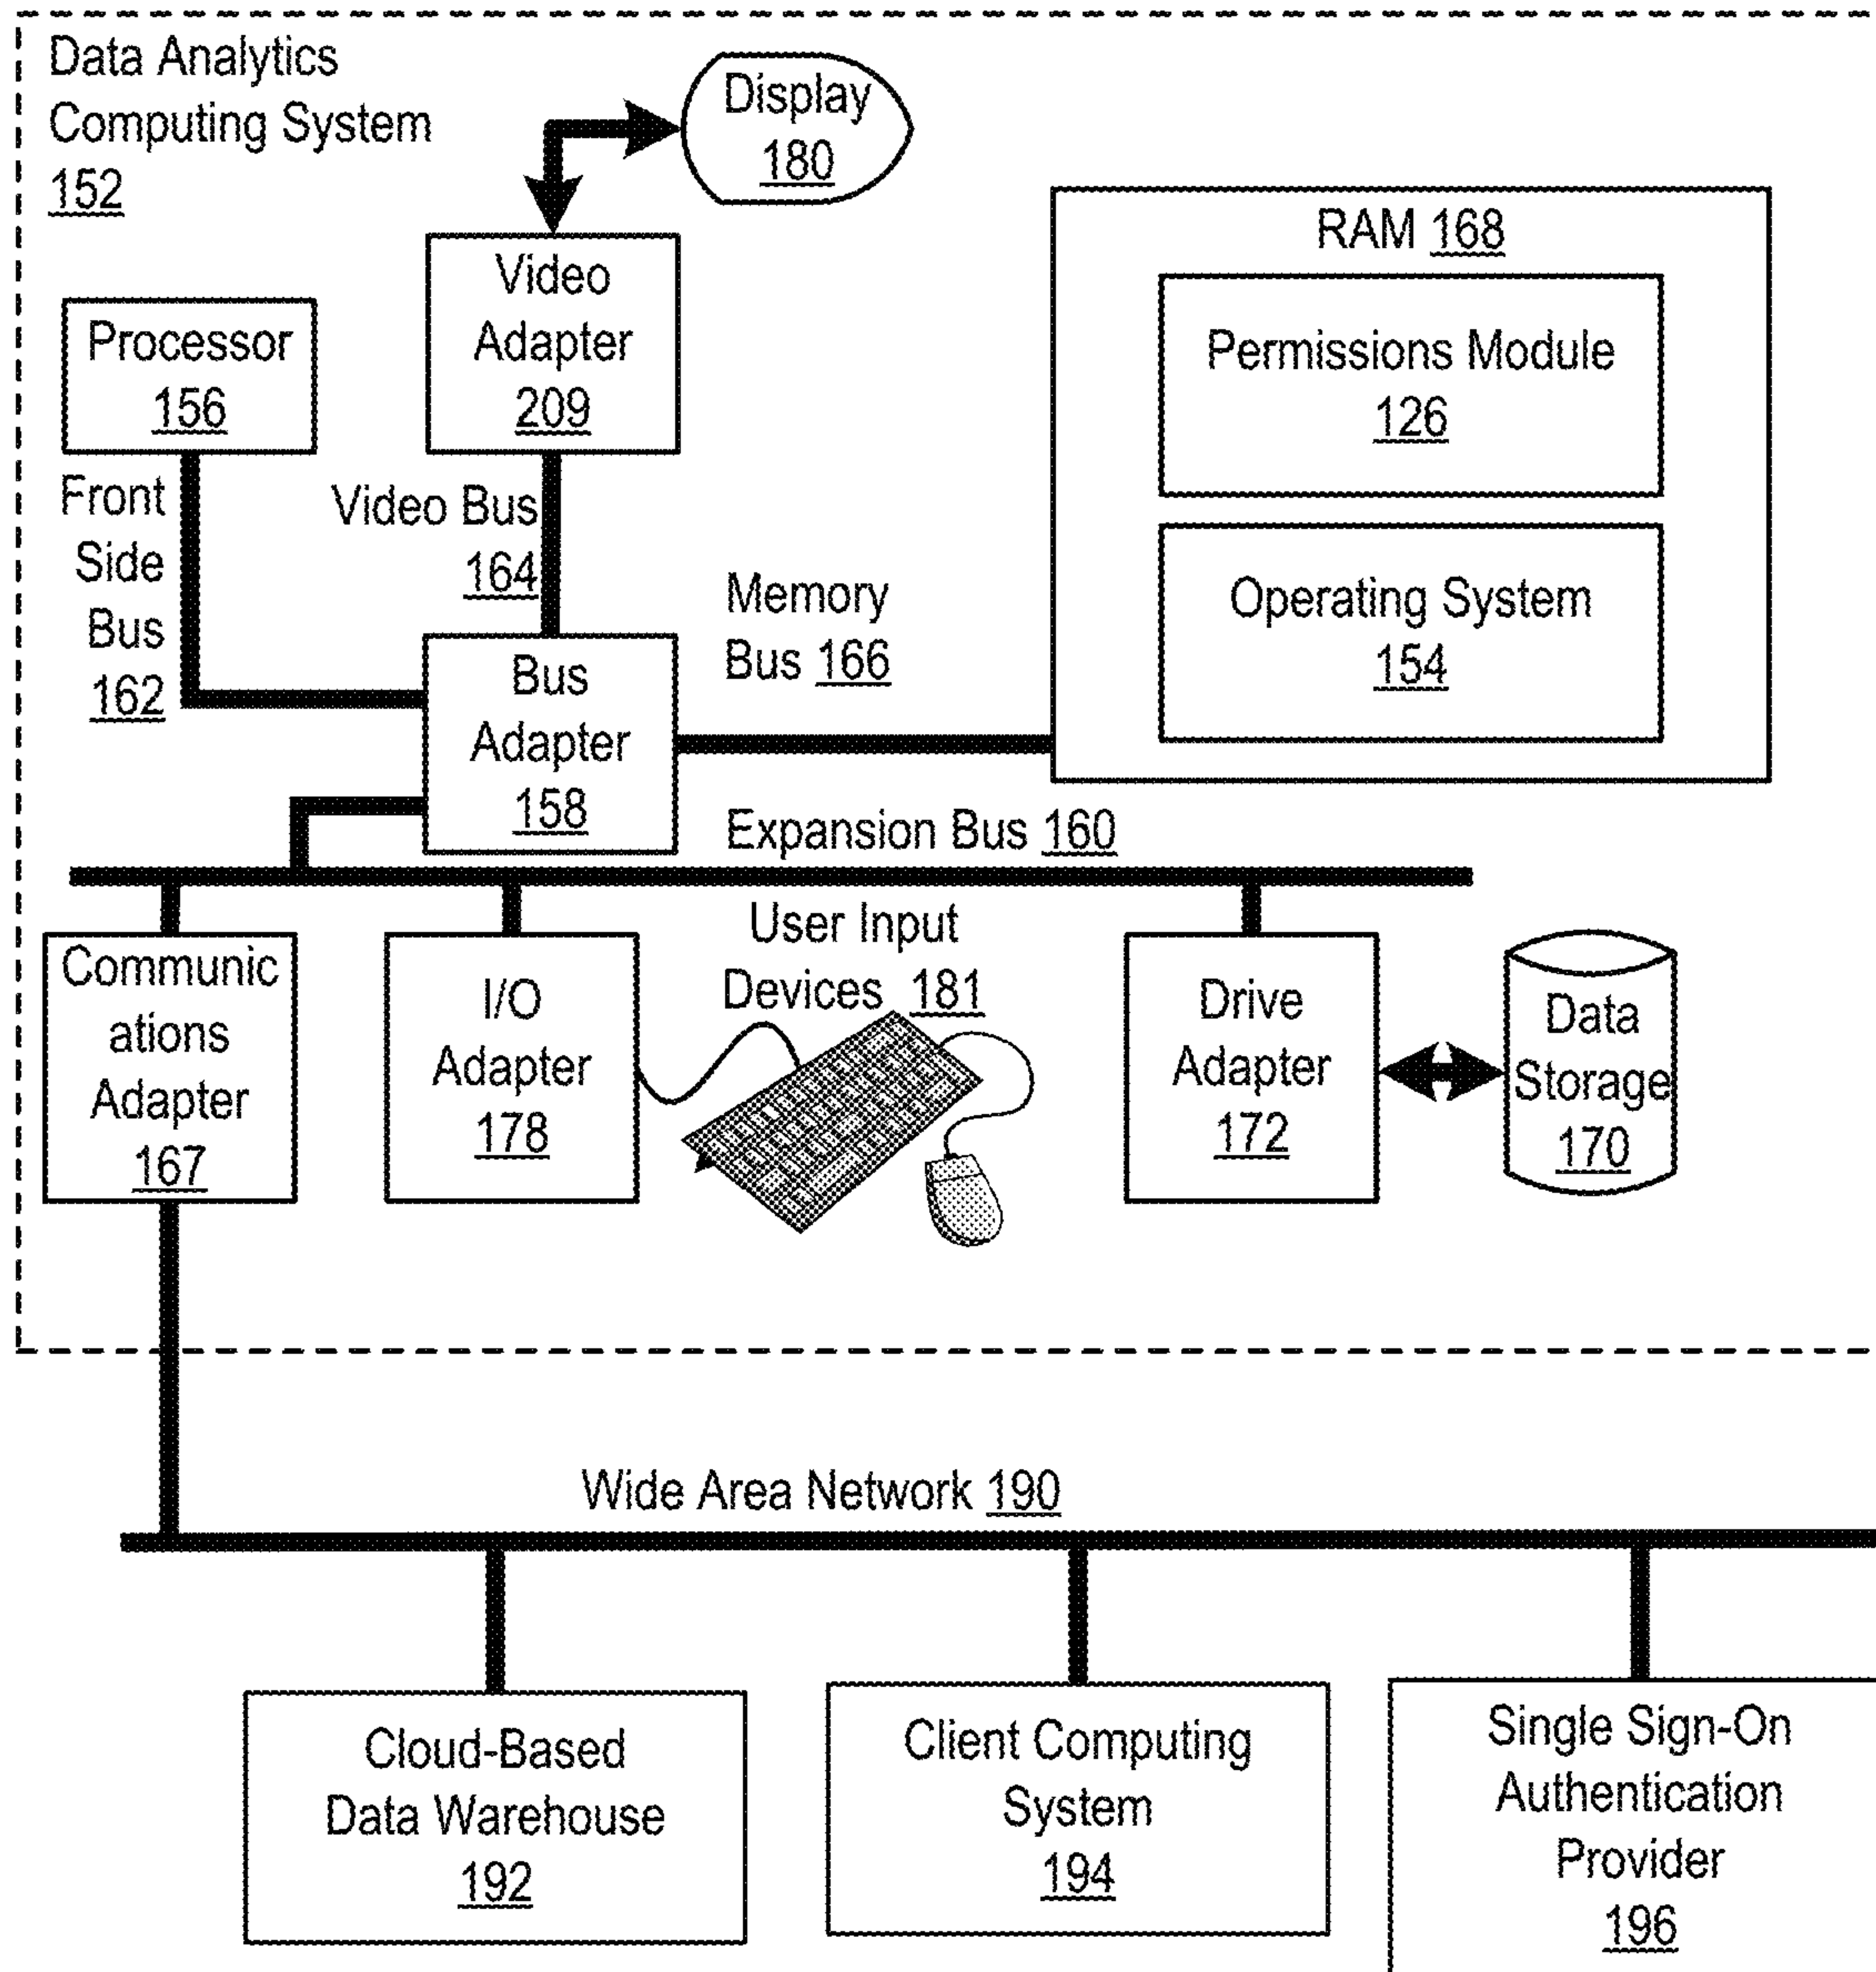 Data Analytics
Computing System
152
Display
180
Video
Adapter
209
Processor
156
RAM 168
Permissions Module
126
Operating System
154
Front
Side
Bus
162
Video Bus
164
Memory
Bus 166
Bus
Adapter
158
Expansion Bus 160
Communic
ations
Adapter
167
I/O
Adapter
178
User Input
Devices 181
Drive
Adapter
172
Data
Storage
170
Wide Area Network 190
Cloud-Based
Data Warehouse
192
Client Computing
System
194
Single Sign-On
Authentication
Provider
196